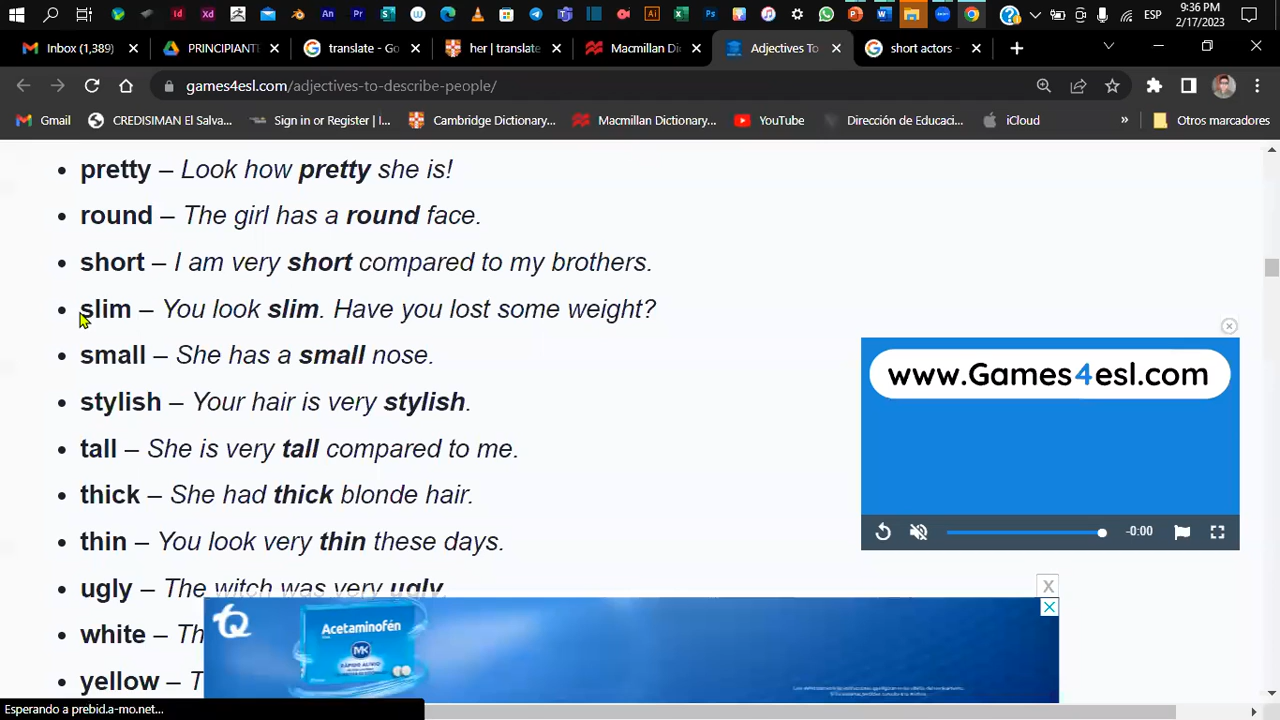 9:36 PM
ESP
2/17/2023
Inbox (1,389)
PRINCIPIANT
translate - Go
her | translate
Macmillan Dic
Adjectives To
short actors -
games4esl.com/adjectives-to-describe-people/
Gmail
CREDISIMAN El Salva...
Sign in or Register | I...
Cambridge Dictionary...
Macmillan Dictionary...
YouTube
Dirección de Educaci...
iCloud
»
Otros marcadores
• pretty – Look how pretty she is!
• round – The girl has a round face.
• short – I am very short compared to my brothers.
• slim – You look slim. Have you lost some weight?
• small – She has a small nose.
• stylish – Your hair is very stylish.
• tall – She is very tall compared to me.
• thick – She had thick blonde hair.
• thin – You look very thin these days.
• ugly – The witch was very ugly.
• white – Th
• yellow – T
www.Games4esl.com
-0:00
Acetaminofén
MK
RÁPIDO ALIVIO
Esperando a prebida-m-net...